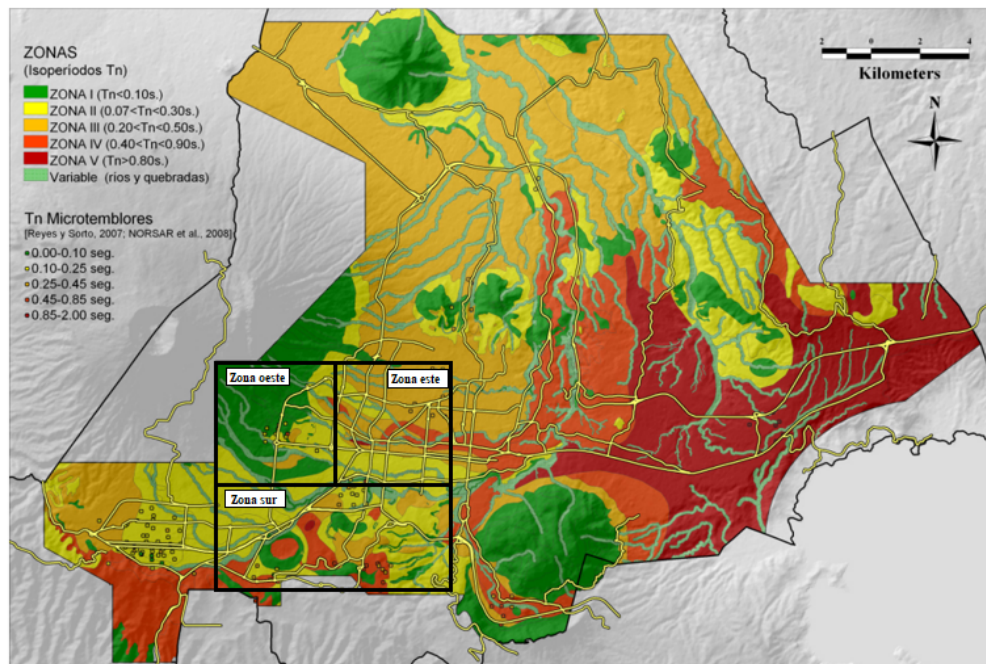 ZONAS
(Isoperíodos Tn)
ZONA I (Tn<0.10s.)
ZONA II (0.07<Tn<0.30s.)
ZONA III (0.20<Tn<0.50s.)
ZONA IV (0.40<Tn<0.90s.)
ZONA V (Tn>0.80s.)
Variable (rios y quebradas)
Tn Microtemblores
[Reyes y Sorto, 2007; NORSAR et al., 2008]
0.00-0.10 seg.
0.10-0.25 seg.
0.25-0.45 seg.
0.45-0.85 seg.
0.85-2.00 seg.
2 0 2 4
Kilometers
N
Zona oeste
Zona este
Zona sur